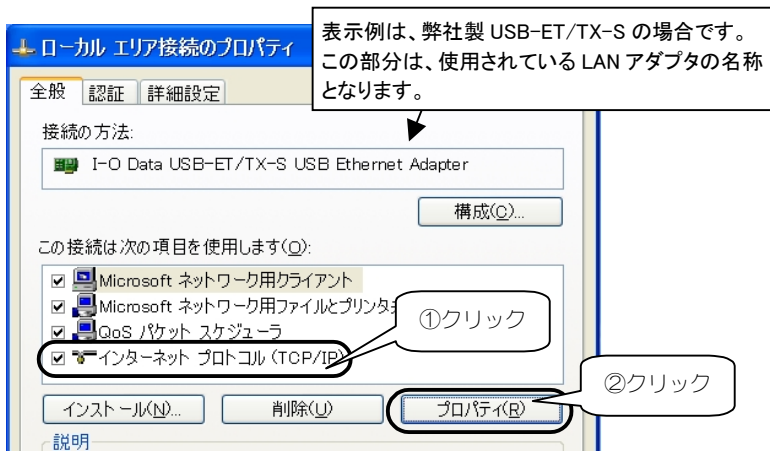 表示例は、弊社製 USB-ET/TX-S の場合です。
この部分は、使用されている LAN アダプタの名称
となります。
ローカル エリア接続のプロパティ
全般 認証 詳細設定
接続の方法:
I-O Data USB-ET/TX-S USB Ethernet Adapter
構成(C)...
この接続は次の項目を使用します(O):
Microsoft ネットワーク用クライアント
Microsoft ネットワーク用ファイルとプリンタ
①クリック
QoS パケット スケジューラ
インターネット プロトコル (TCP/IP)
②クリック
インストール(N)... 削除(U) プロパティ(R)
説明